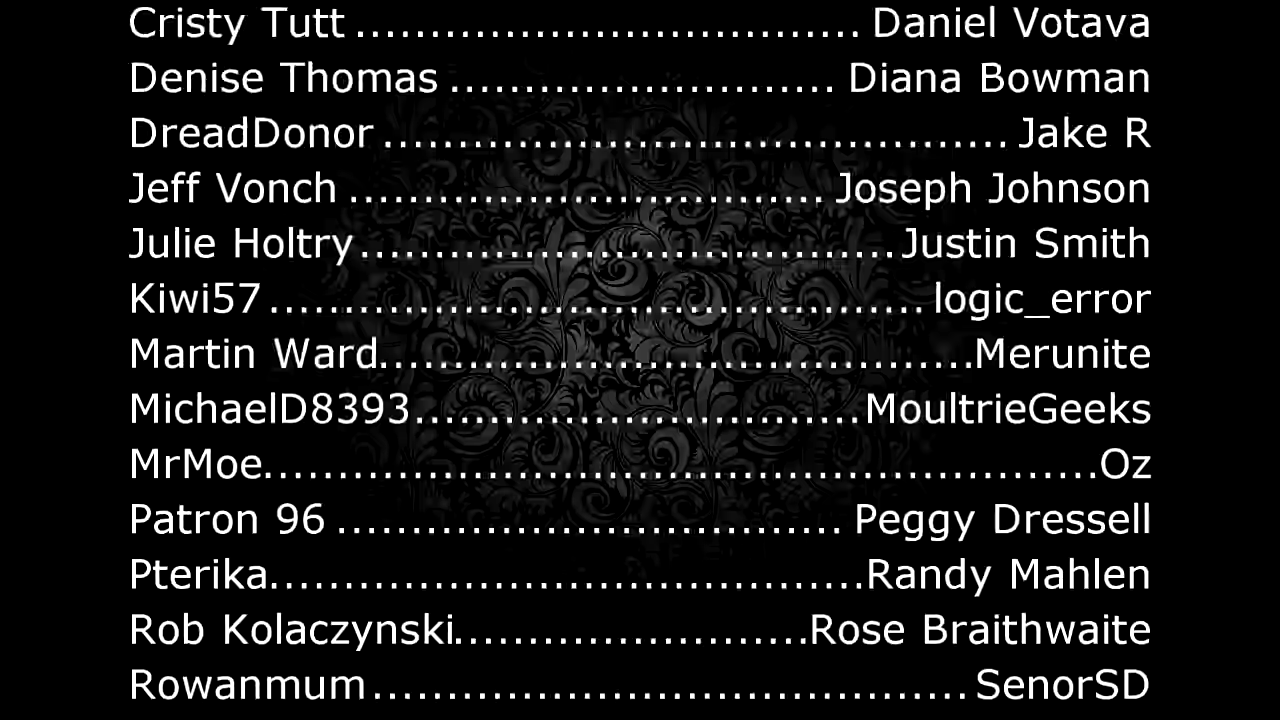 Cristy Tutt .................................. Daniel Votava
Denise Thomas .......................... Diana Bowman
DreadDonor .......................................... Jake R
Jeff Vonch ................................ Joseph Johnson
Julie Holtry .................................... Justin Smith
Kiwi57 ............................................ logic_error
Martin Ward........................................Merunite
MichaelD8393..............................MoultrieGeeks
MrMoe........................................................Oz
Patron 96 .................................. Peggy Dressell
Pterika........................................Randy Mahlen
Rob Kolaczynski........................Rose Braithwaite
Rowanmum ........................................ SenorSD